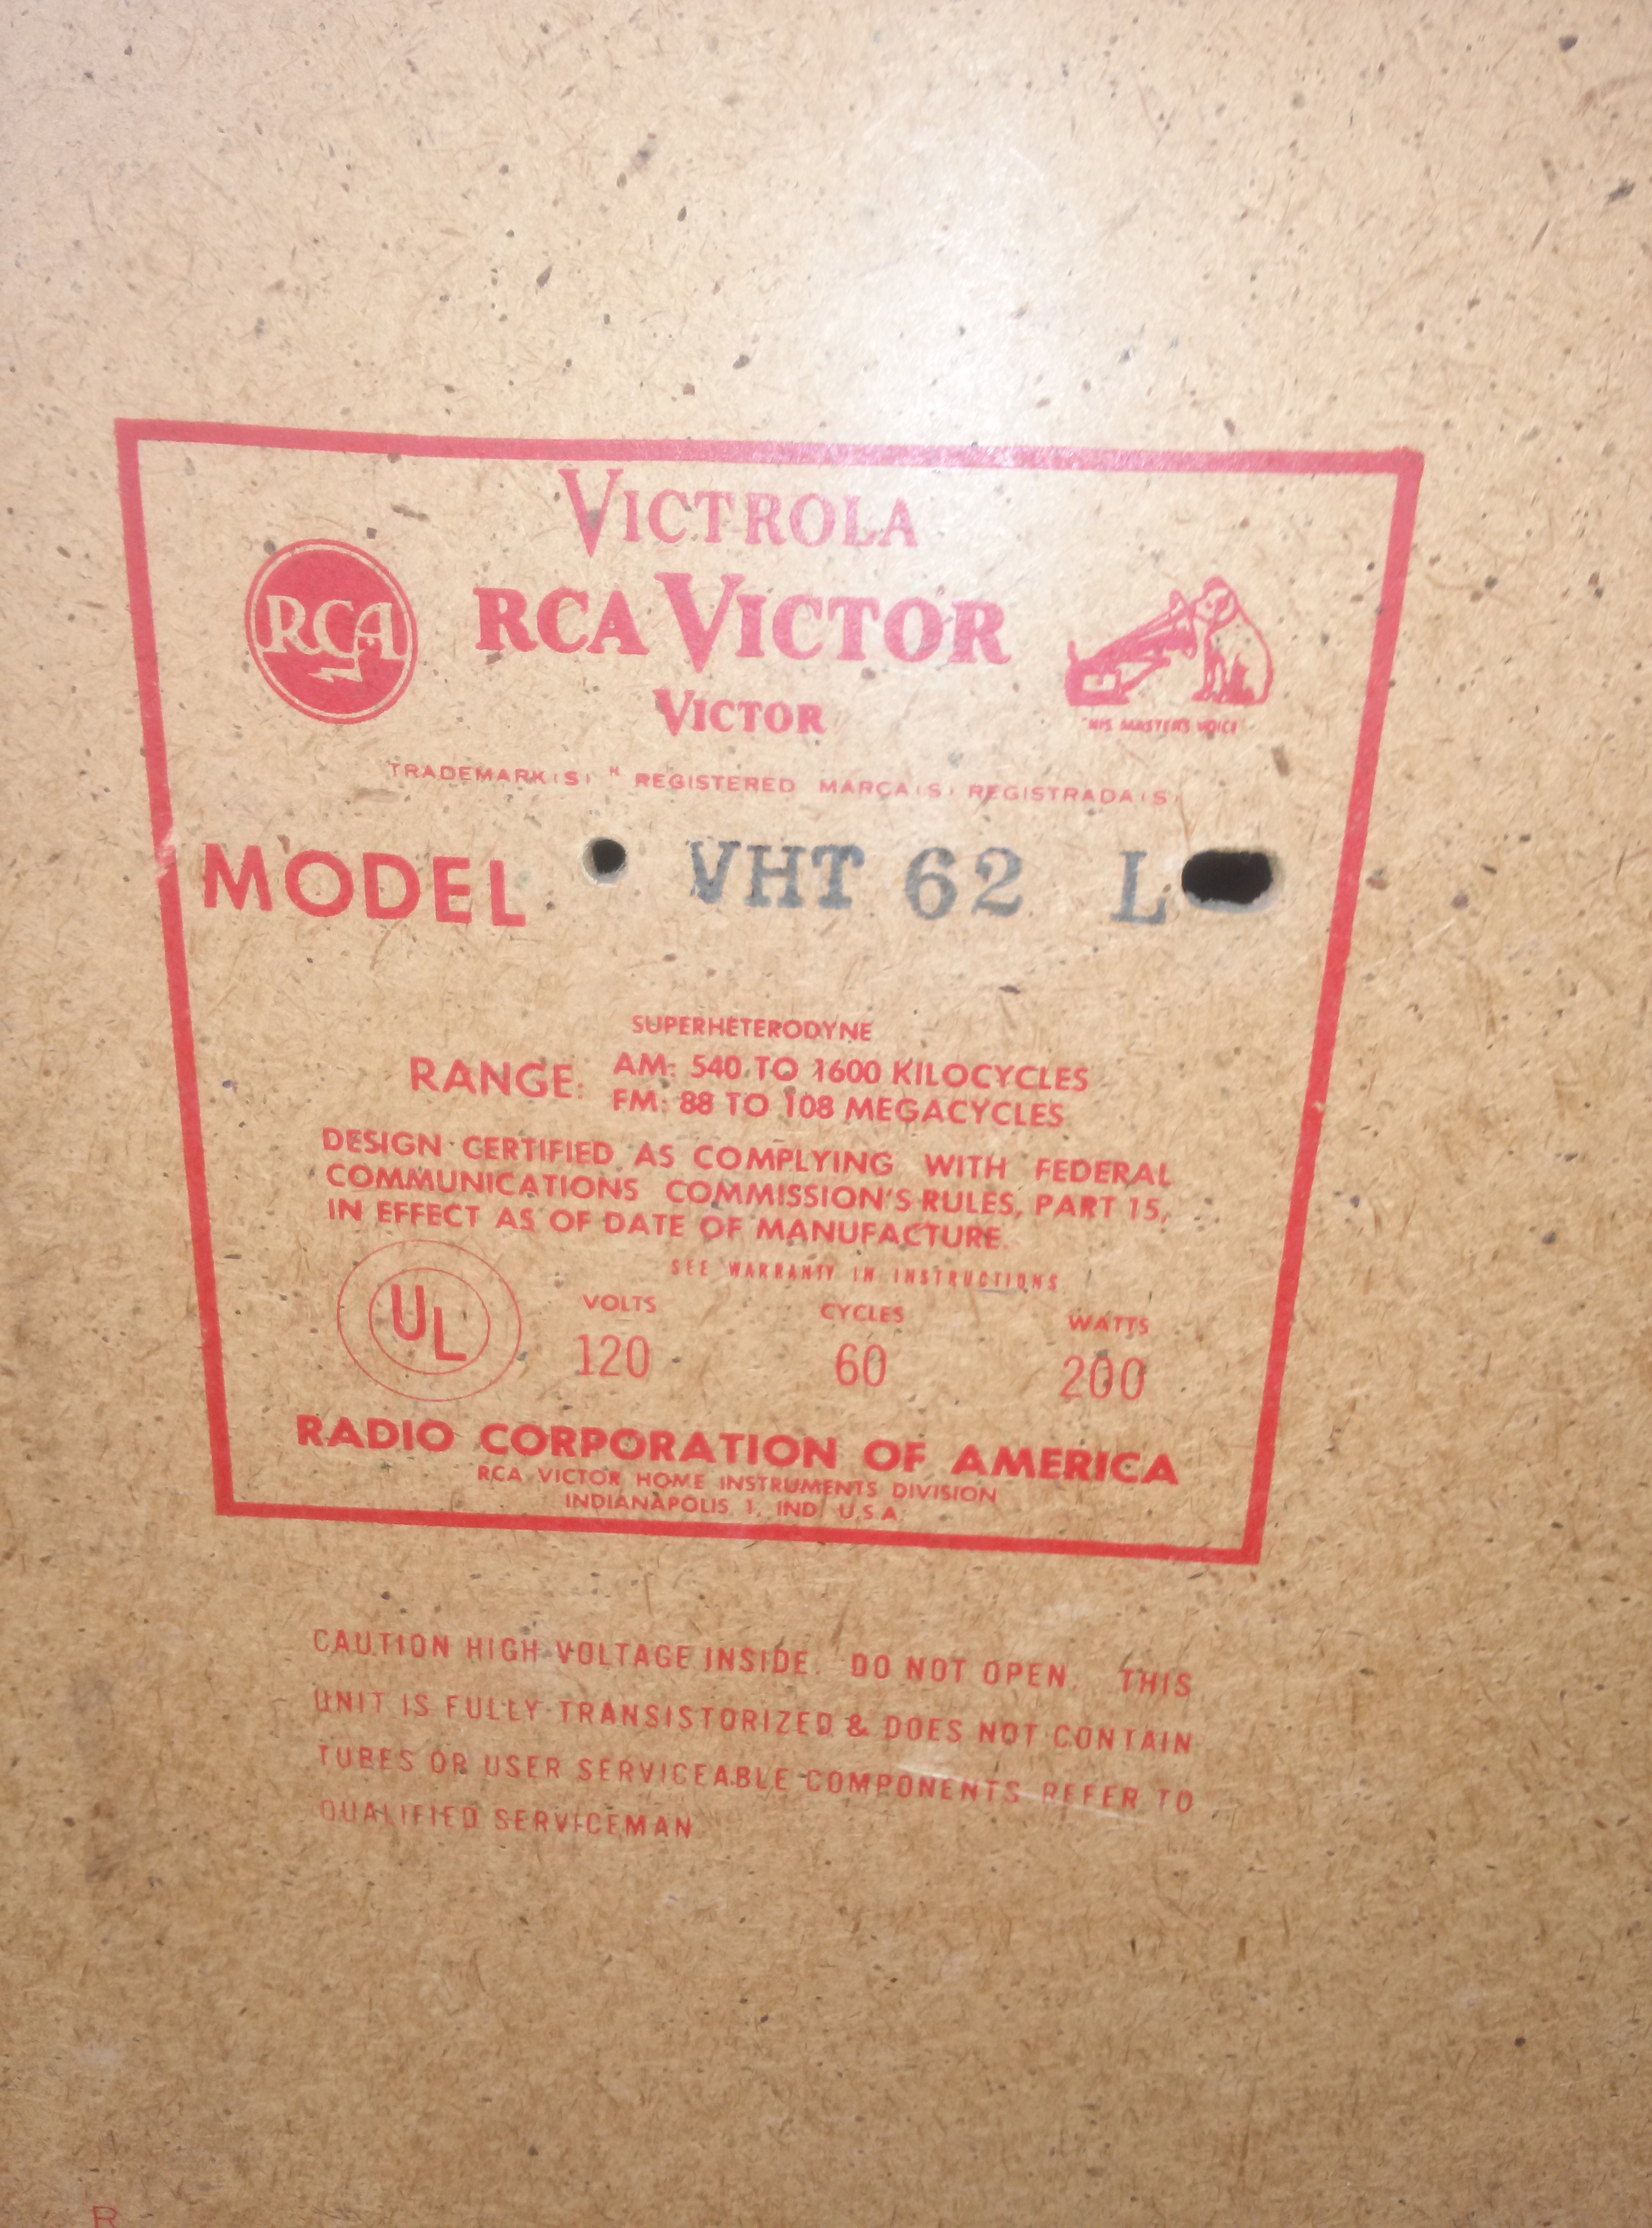 VICTROLA
RCA
RCA VICTOR
VICTOR
"HIS MASTER'S VOICE"
TRADEMARK(S) ® REGISTERED MARCA(S) REGISTRADA(S)
MODEL VHT 62 L
SUPERHETERODYNE
RANGE: AM: 540 TO 1600 KILOCYCLES
FM: 88 TO 108 MEGACYCLES
DESIGN CERTIFIED AS COMPLYING WITH FEDERAL
COMMUNICATIONS COMMISSION'S RULES, PART 15,
IN EFFECT AS OF DATE OF MANUFACTURE.
SEE WARRANTY IN INSTRUCTIONS
UL
VOLTS CYCLES WATTS
120 60 200
RADIO CORPORATION OF AMERICA
RCA VICTOR HOME INSTRUMENTS DIVISION
INDIANAPOLIS 1, IND. U.S.A.
CAUTION HIGH VOLTAGE INSIDE. DO NOT OPEN. THIS
UNIT IS FULLY TRANSISTORIZED & DOES NOT CONTAIN
TUBES OR USER SERVICEABLE COMPONENTS REFER TO
QUALIFIED SERVICEMAN
R